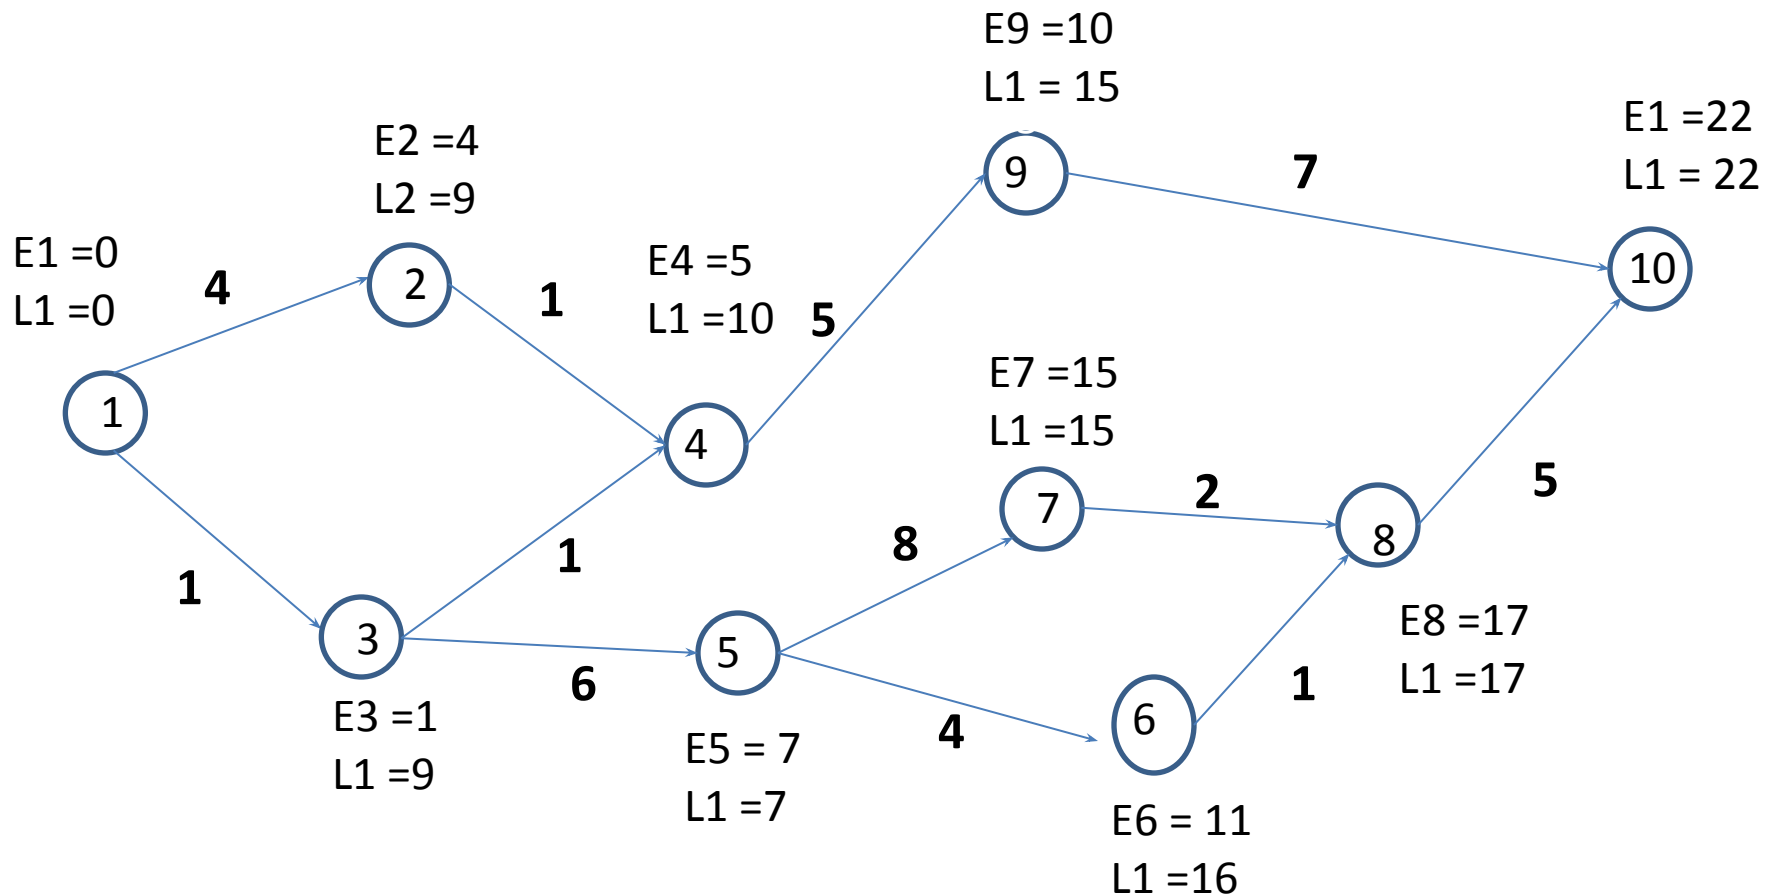 E9 =10
L1 = 15
E1 =22
L1 = 22
E2 =4
L2 =9
7
9
E1 =0
L1 =0
4
2
1
E4 =5
L1 =10
5
10
1
4
E7 =15
L1 =15
7
2
5
8
8
1
1
3
6
5
4
6
1
E8 =17
L1 =17
E3 =1
L1 =9
E5 = 7
L1 =7
E6 = 11
L1 =16